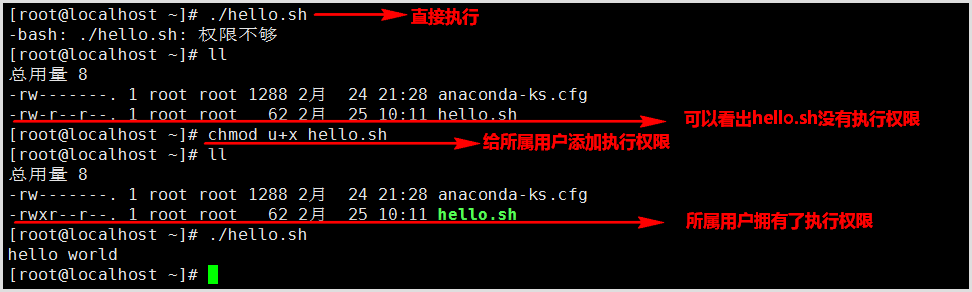 [root@localhost ~]# ./hello.sh 直接执行
-bash: ./hello.sh: 权限不够
[root@localhost ~]# ll
总用量 8
-rw-------. 1 root root 1288 2月  24 21:28 anaconda-ks.cfg
-rw-r--r--. 1 root root   62 2月  25 10:11 hello.sh 可以看出hello.sh没有执行权限
[root@localhost ~]# chmod u+x hello.sh 给所属用户添加执行权限
[root@localhost ~]# ll
总用量 8
-rw-------. 1 root root 1288 2月  24 21:28 anaconda-ks.cfg
-rwxr--r--. 1 root root   62 2月  25 10:11 hello.sh 所属用户拥有了执行权限
[root@localhost ~]# ./hello.sh
hello world
[root@localhost ~]#